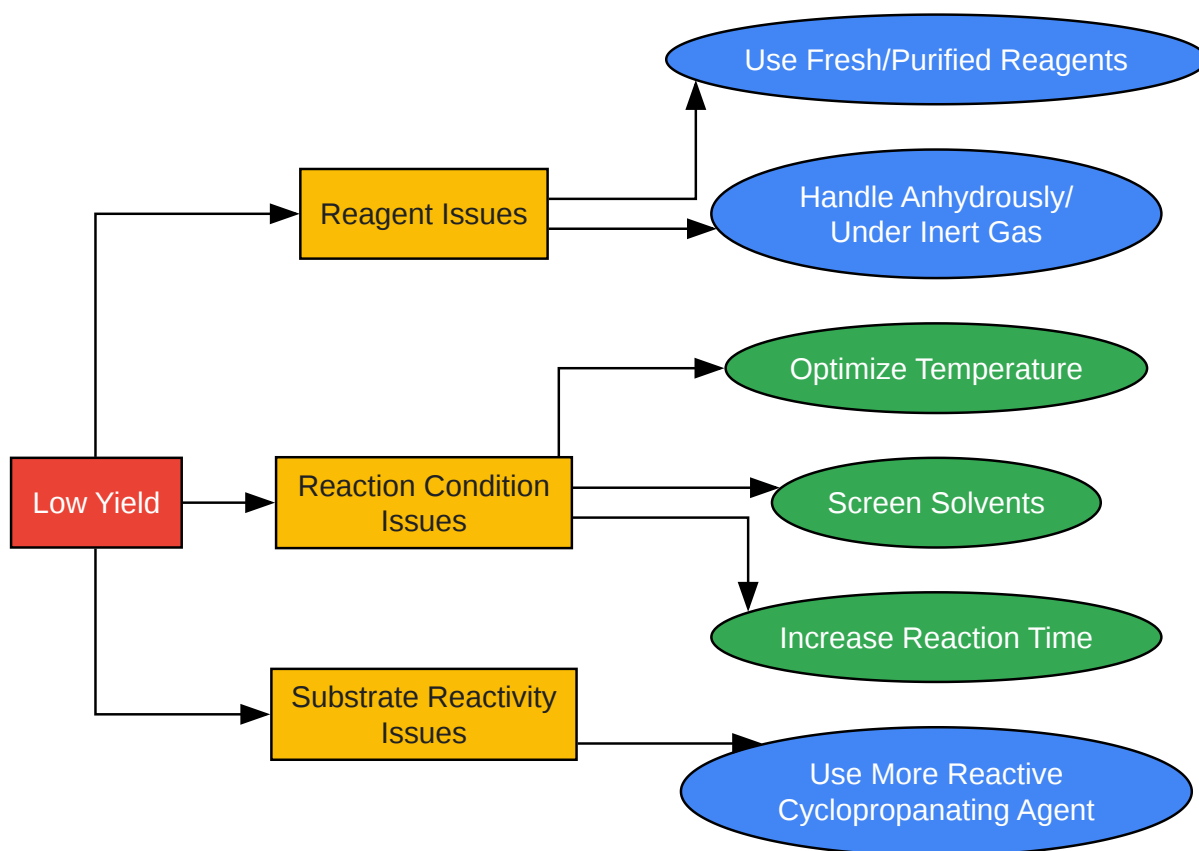 Use Fresh/Purified Reagents
Reagent Issues
Handle Anhydrously/
Under Inert Gas
Optimize Temperature
Low Yield
Reaction Condition
Issues
Screen Solvents
Increase Reaction Time
Substrate Reactivity
Issues
Use More Reactive
Cyclopropanating Agent